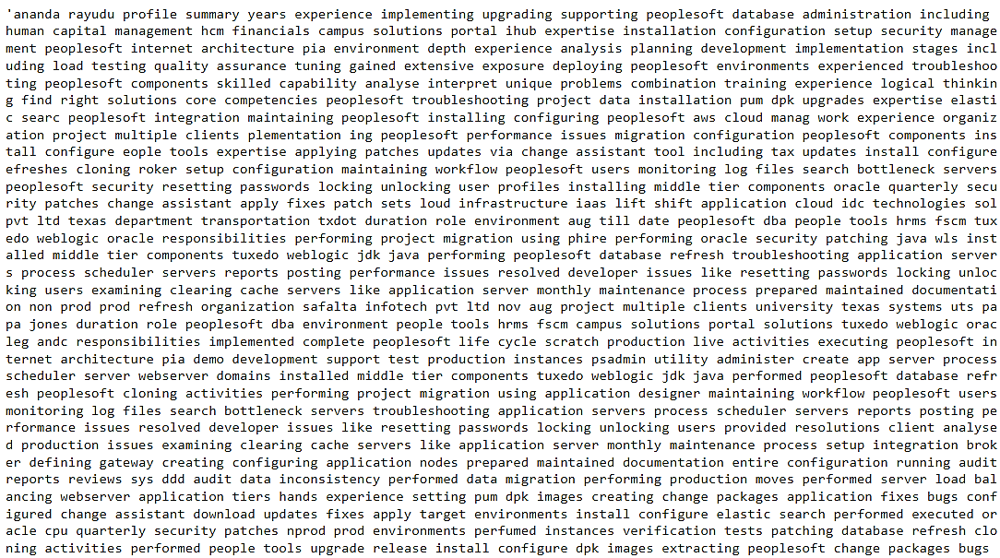 'ananda rayudu profile summary years experience implementing upgrading supporting peoplesoft database administration including 
human capital management hcm financials campus solutions portal ihub expertise installation configuration setup security manage
ment peoplesoft internet architecture pia environment depth experience analysis planning development implementation stages incl
uding load testing quality assurance tuning gained extensive exposure deploying peoplesoft environments experienced troubleshoo
ting peoplesoft components skilled capability analyse interpret unique problems combination training experience logical thinkin
g find right solutions core competencies peoplesoft troubleshooting project data installation pum dpk upgrades expertise elasti
c searc peoplesoft integration maintaining peoplesoft installing configuring peoplesoft aws cloud manag work experience organiz
ation project multiple clients plementation ing peoplesoft performance issues migration configuration peoplesoft components ins
tall configure eople tools expertise applying patches updates via change assistant tool including tax updates install configure
efreshes cloning roker setup configuration maintaining workflow peoplesoft users monitoring log files search bottleneck servers
peoplesoft security resetting passwords locking unlocking user profiles installing middle tier components oracle quarterly secu
rity patches change assistant apply fixes patch sets loud infrastructure iaas lift shift application cloud idc technologies sol
pvt ltd texas department transportation txdot duration role environment aug till date peoplesoft dba people tools hrms fscm tux
edo weblogic oracle responsibilities performing project migration using phire performing oracle security patching java wls inst
alled middle tier components tuxedo weblogic jdk java performing peoplesoft database refresh troubleshooting application server
s process scheduler servers reports posting performance issues resolved developer issues like resetting passwords locking unloc
king users examining clearing cache servers like application server monthly maintenance process prepared maintained documentati
on non prod prod refresh organization safalta infotech pvt ltd nov aug project multiple clients university texas systems uts pa
pa jones duration role peoplesoft dba environment people tools hrms fscm campus solutions portal solutions tuxedo weblogic orac
leg andc responsibilities implemented complete peoplesoft life cycle scratch production live activities executing peoplesoft in
ternet architecture pia demo development support test production instances psadmin utility administer create app server process
scheduler server webserver domains installed middle tier components tuxedo weblogic jdk java performed peoplesoft database refr
esh peoplesoft cloning activities performing project migration using application designer maintaining workflow peoplesoft users
monitoring log files search bottleneck servers troubleshooting application servers process scheduler servers reports posting pe
rformance issues resolved developer issues like resetting passwords locking unlocking users provided resolutions client analyse
d production issues examining clearing cache servers like application server monthly maintenance process setup integration brok
er defining gateway creating configuring application nodes prepared maintained documentation entire configuration running audit
reports reviews sys ddd audit data inconsistency performed data migration performing production moves performed server load bal
ancing webserver application tiers hands experience setting pum dpk images creating change packages application fixes bugs conf
igured change assistant download updates fixes apply target environments install configure elastic search performed executed or
acle cpu quarterly security patches nprod prod environments perfumed instances verification tests patching database refresh clo
ning activities performed people tools upgrade release install configure dpk images extracting peoplesoft change packages bugs